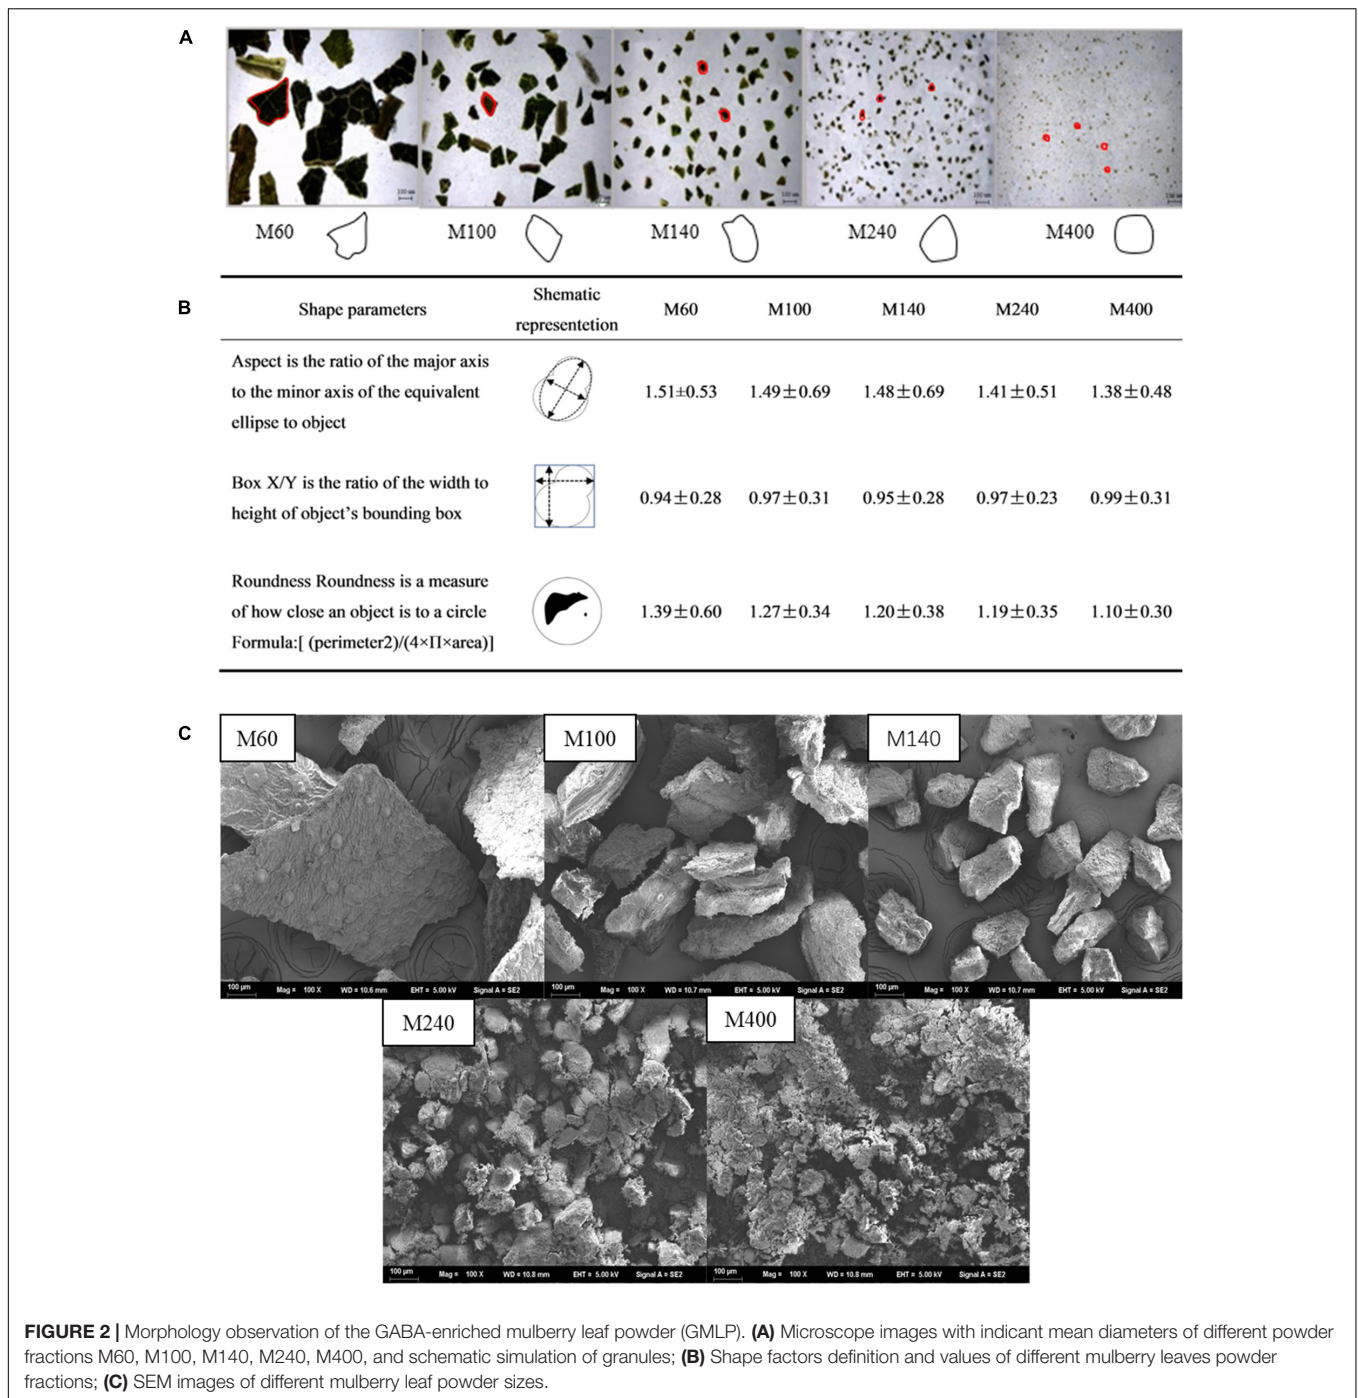 A
100 um
100 um
100 um
100 um
M60
M100
M140
M240
M400
B
Shape parameters
Shematic
representetion
M60
M100
M140
M240
M400
Aspect is the ratio of the major axis
to the minor axis of the equivalent
ellipse to object
1.51±0.53
1.49±0.69
1.48±0.69
1.41±0.51
1.38±0.48
Box X/Y is the ratio of the width to
height of object's bounding box
0.94±0.28
0.97±0.31
0.95±0.28
0.97±0.23
0.99±0.31
Roundness Roundness is a measure
of how close an object is to a circle
Formula:[ (perimeter2)/(4×Π×area)]
1.39±0.60
1.27±0.34
1.20±0.38
1.19±0.35
1.10±0.30
C
M60
M100
M140
100 µm Mag = 100 X WD = 10.6 mm EHT = 5.00 kV Signal A = SE2
100 µm Mag = 100 X WD = 10.7 mm EHT = 5.00 kV Signal A = SE2
100 µm Mag = 100 X WD = 10.7 mm EHT = 5.00 kV Signal A = SE2
M240
M400
100 µm Mag = 100 X WD = 10.8 mm EHT = 5.00 kV Signal A = SE2
100 µm Mag = 100 X WD = 10.8 mm EHT = 5.00 kV Signal A = SE2
FIGURE 2 | Morphology observation of the GABA-enriched mulberry leaf powder (GMLP). (A) Microscope images with indicant mean diameters of different powder
fractions M60, M100, M140, M240, M400, and schematic simulation of granules; (B) Shape factors definition and values of different mulberry leaves powder
fractions; (C) SEM images of different mulberry leaf powder sizes.